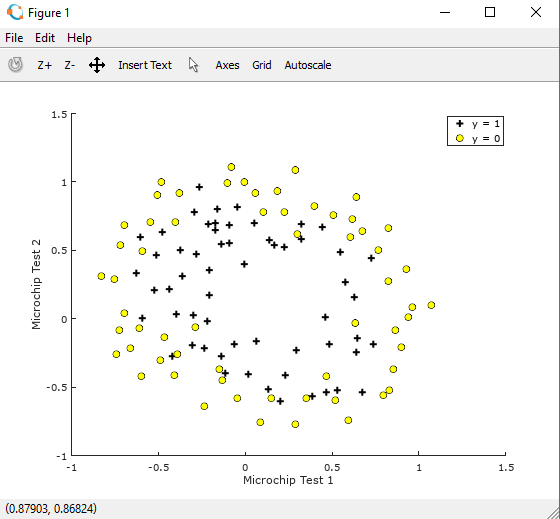 Figure 1
File Edit Help
Z+ Z- Insert Text Axes Grid Autoscale
y = 1
y = 0
1.5
1
0.5
0
-0.5
-1
Microchip Test 2
-1 -0.5 0 0.5 1 1.5
Microchip Test 1
(0.87903, 0.86824)